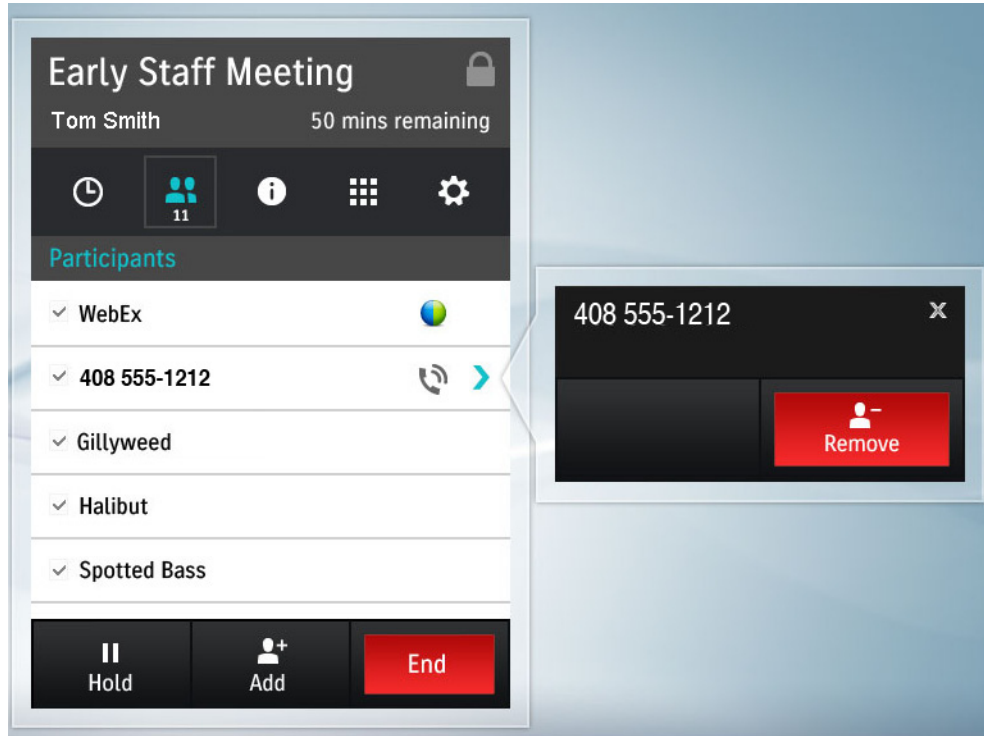 Early Staff Meeting
Tom Smith 50 mins remaining
11
Participants
WebEx
408 555-1212
Gillyweed
Halibut
Spotted Bass
Hold Add End
408 555-1212 X
Remove